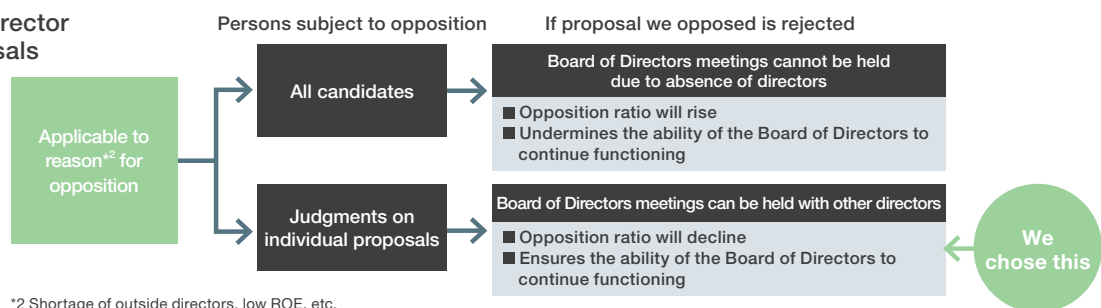 rector
sals
Persons subject to opposition
If proposal we opposed is rejected
Applicable to
reason*2 for
opposition
All candidates
Board of Directors meetings cannot be held
due to absence of directors
■ Opposition ratio will rise
■ Undermines the ability of the Board of Directors to
continue functioning
Judgments on
individual proposals
Board of Directors meetings can be held with other directors
■ Opposition ratio will decline
■ Ensures the ability of the Board of Directors to
continue functioning
We
chose this
*2 Shortage of outside directors, low ROE, etc.